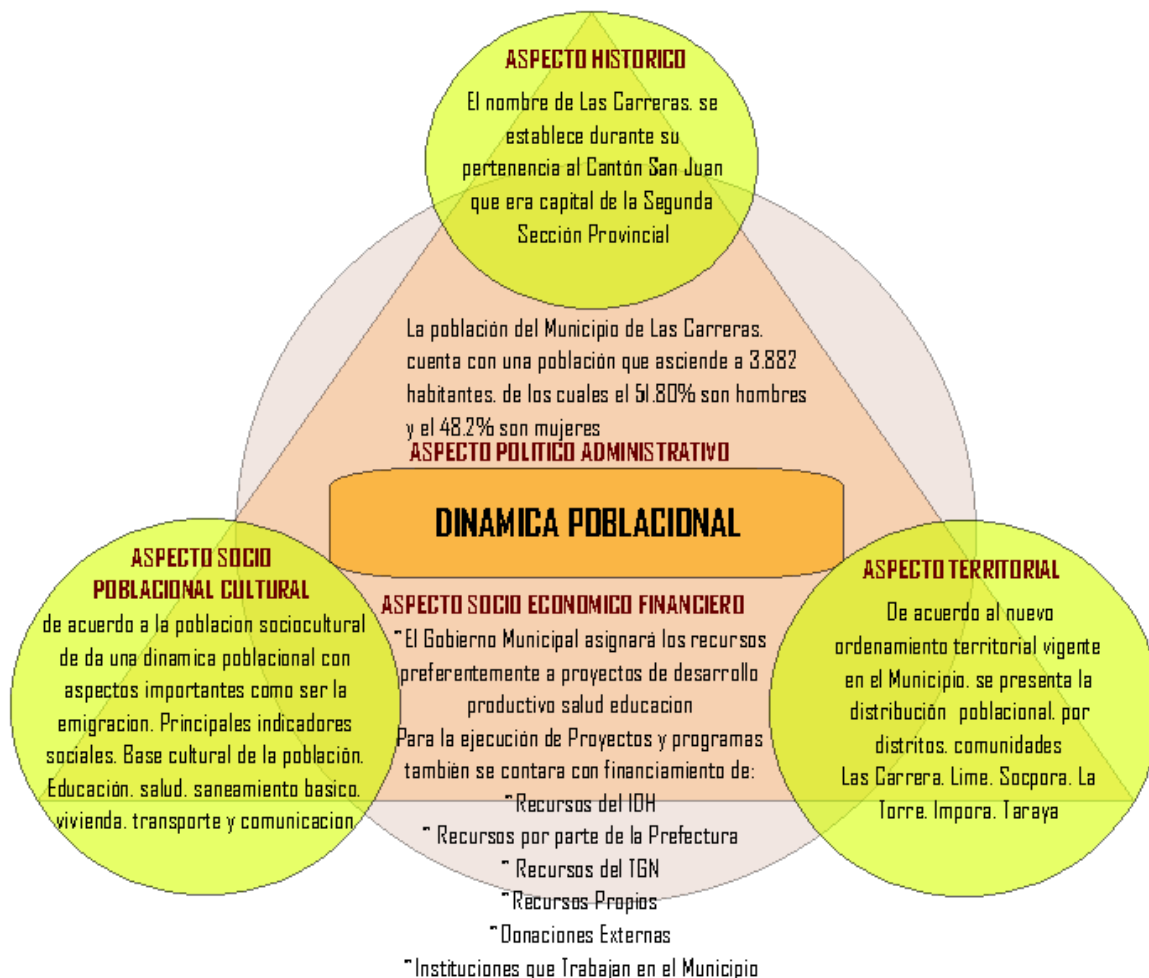 ASPECTO HISTORICO
El nombre de Las Carreras. se
establece durante su
pertenencia al Cantón San Juan
que era capital de la Segunda
Sección Provincial
La población del Municipio de Las Carreras.
cuenta con una población que asciende a 3.882
habitantes. de los cuales el 51.80% son hombres
y el 48.2% son mujeres
ASPECTO POLITICO ADMINISTRATIVO
DINAMICA POBLACIONAL
ASPECTO SOCIO
POBLACIONAL CULTURAL
de acuerdo a la poblacion sociocultural
de da una dinamica poblacional con
aspectos importantes como ser la
emigracion. Principales indicadores
sociales. Base cultural de la población.
Educación. salud. saneamiento basico.
vivienda. transporte y comunicacion
ASPECTO SOCIO ECONOMICO FINANCIERO
*El Gobierno Municipal asignará los recursos
preferentemente a proyectos de desarrollo
productivo salud educacion
Para la ejecución de Proyectos y programas
también se contara con financiamiento de:
*Recursos del IDH
* Recursos por parte de la Prefectura
* Recursos del TGN
*Recursos Propios
*Donaciones Externas
*Instituciones que Trabajan en el Municipio
ASPECTO TERRITORIAL
De acuerdo al nuevo
ordenamiento territorial vigente
en el Municipio. se presenta la
distribución poblacional. por
distritos. comunidades
Las Carrera. Lime. Socpora. La
Torre. Impora. Taraya